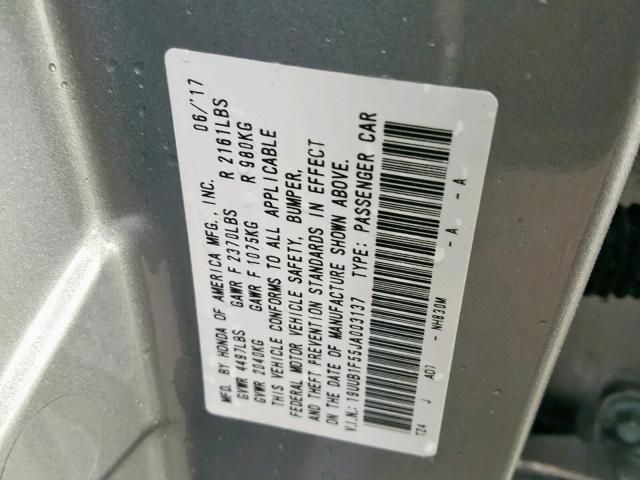 MFD. BY HONDA OF AMERICA MFG., INC. 06/'17
GVWR 4497LBS GAWR F 2370LBS R 2161LBS
GVWR 2040KG GAWR F 1075KG R 980KG
THIS VEHICLE CONFORMS TO ALL APPLICABLE
FEDERAL MOTOR VEHICLE SAFETY, BUMPER,
AND THEFT PREVENTION STANDARDS IN EFFECT
ON THE DATE OF MANUFACTURE SHOWN ABOVE.
V.I.N.: 19UUB1F55JA003137 TYPE: PASSENGER CAR
TZ4 J A07 - NH830M -A -A